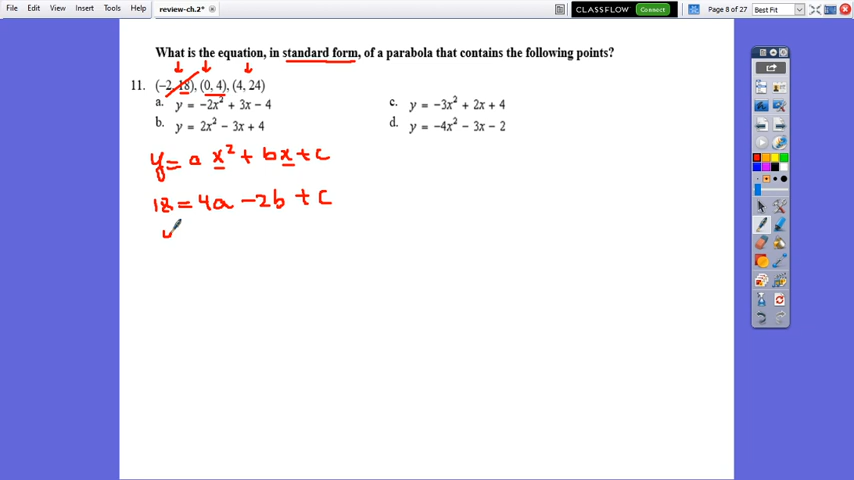 File Edit View Insert Tools Help review-ch.2* CLASSFLOW Connect Page 8 of 27 Best Fit
What is the equation, in standard form, of a parabola that contains the following points?
11. (−2, 18), (0, 4), (4, 24)
a. y = −2x² + 3x − 4 c. y = −3x² + 2x + 4
b. y = 2x² − 3x + 4 d. y = −4x² − 3x − 2
y = a x² + b x + c
18 = 4a − 2b + c